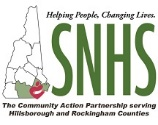 Helping People. Changing Lives.
SNHS
The Community Action Partnership serving
Hillsborough and Rockingham Counties